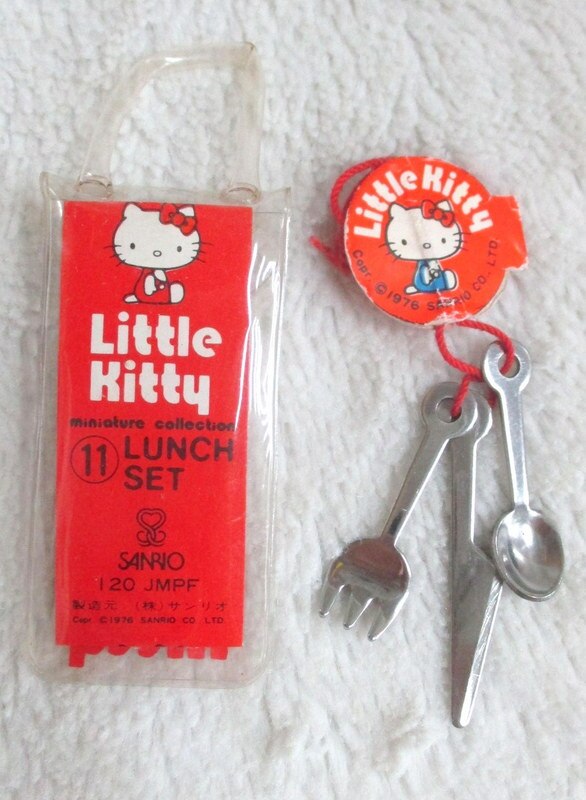 Little
Kitty
miniature collection
11 LUNCH
SET
SANRIO
120 JMPF
製造元 (株)サンリオ
Copr. ©1976 SANRIO CO. LTD.
Little Kitty
Copr. ©1976 SANRIO CO., LTD.